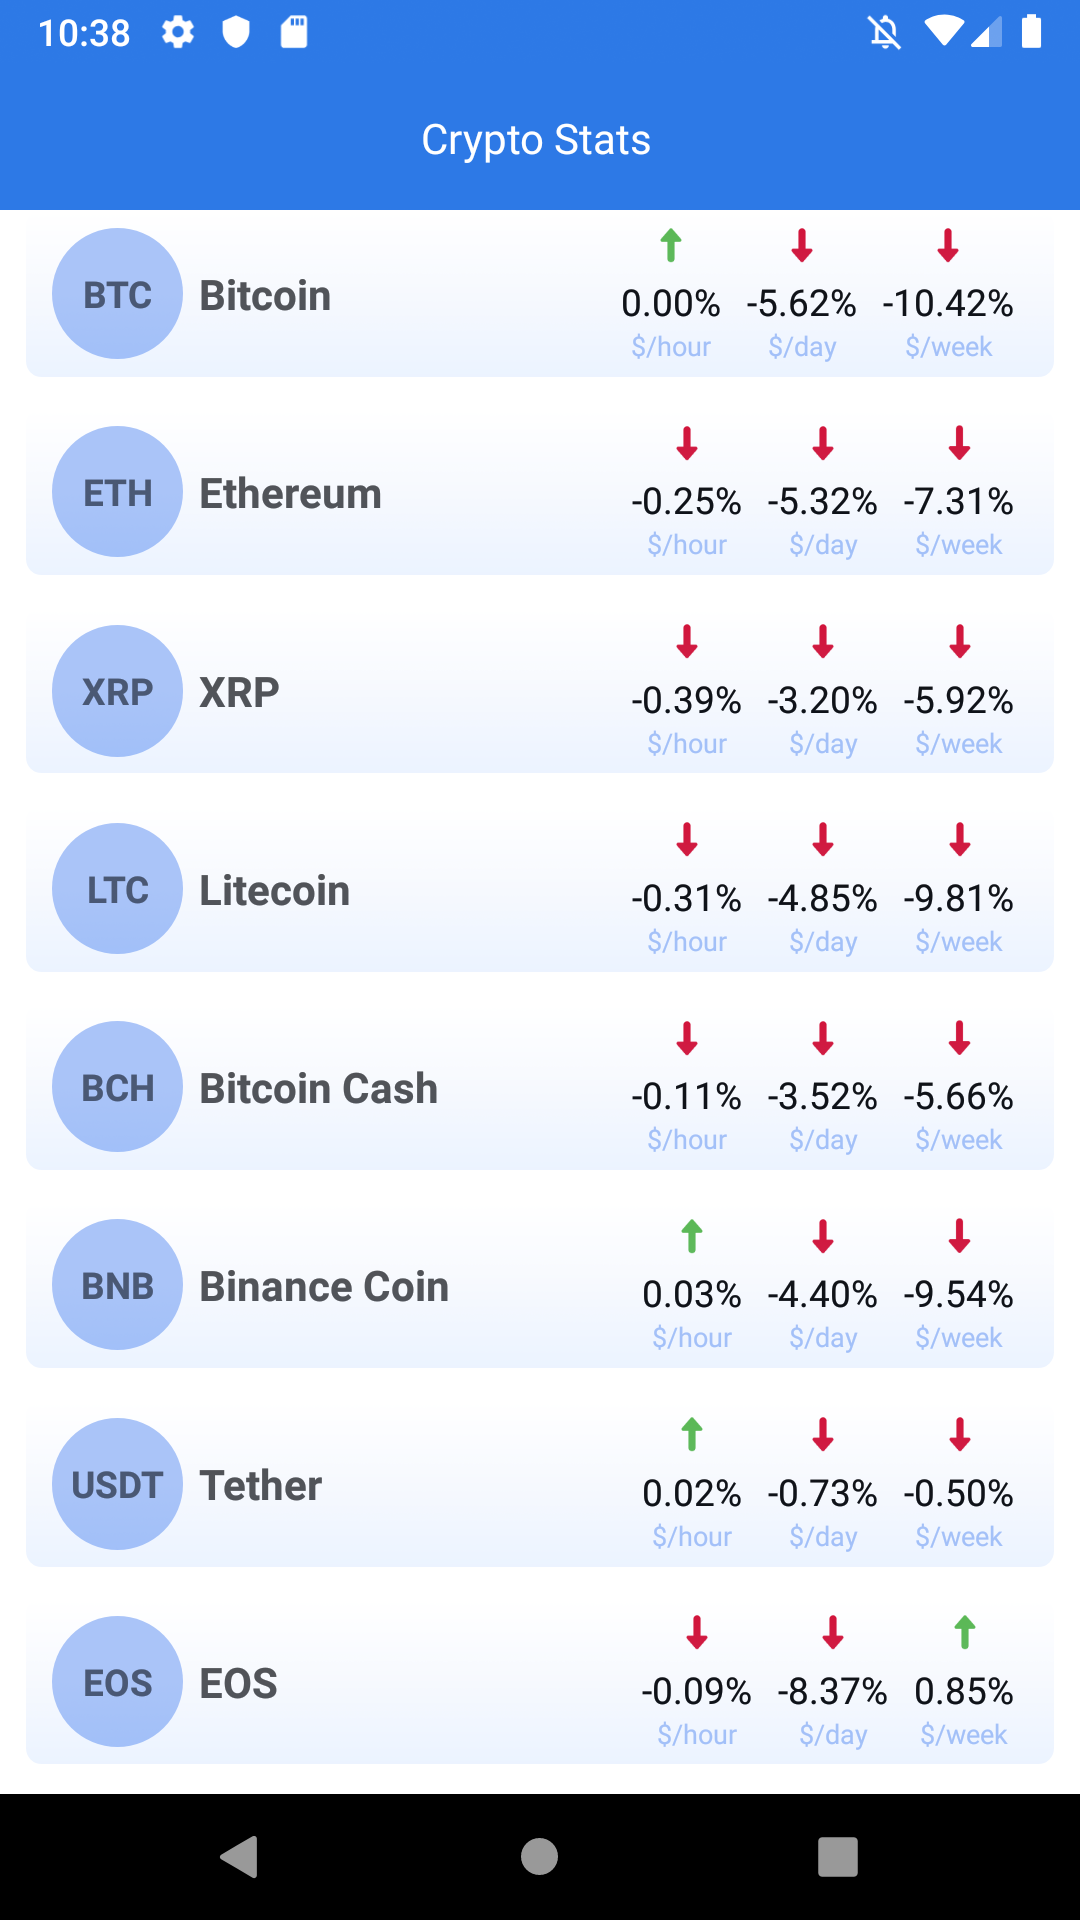 10:38
Crypto Stats
BTC Bitcoin 0.00% -5.62% -10.42%
$/hour $/day $/week
ETH Ethereum -0.25% -5.32% -7.31%
$/hour $/day $/week
XRP XRP -0.39% -3.20% -5.92%
$/hour $/day $/week
LTC Litecoin -0.31% -4.85% -9.81%
$/hour $/day $/week
BCH Bitcoin Cash -0.11% -3.52% -5.66%
$/hour $/day $/week
BNB Binance Coin 0.03% -4.40% -9.54%
$/hour $/day $/week
USDT Tether 0.02% -0.73% -0.50%
$/hour $/day $/week
EOS EOS -0.09% -8.37% 0.85%
$/hour $/day $/week